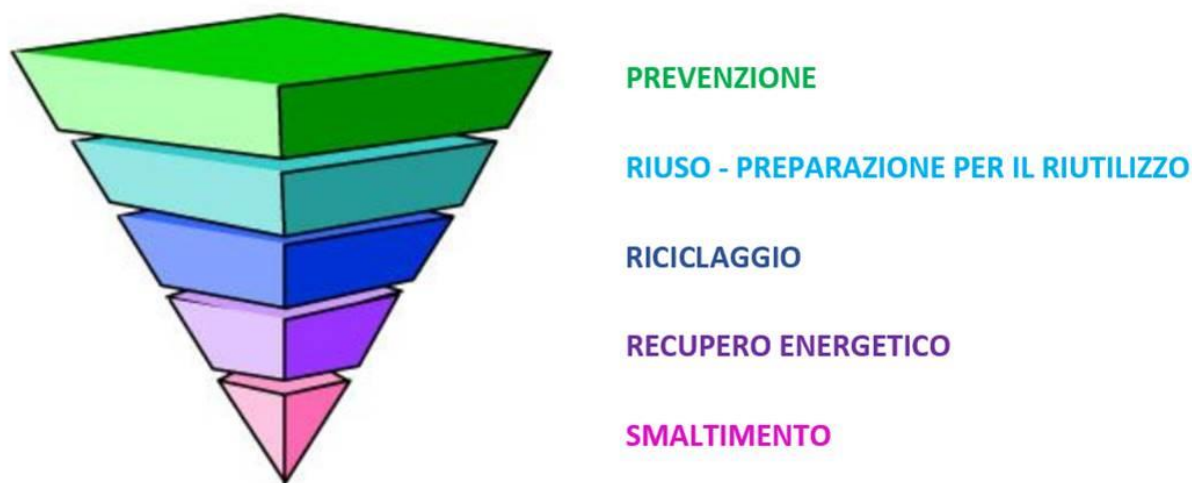 PREVENZIONE
RIUSO - PREPARAZIONE PER IL RIUTILIZZO
RICICLAGGIO
RECUPERO ENERGETICO
SMALTIMENTO